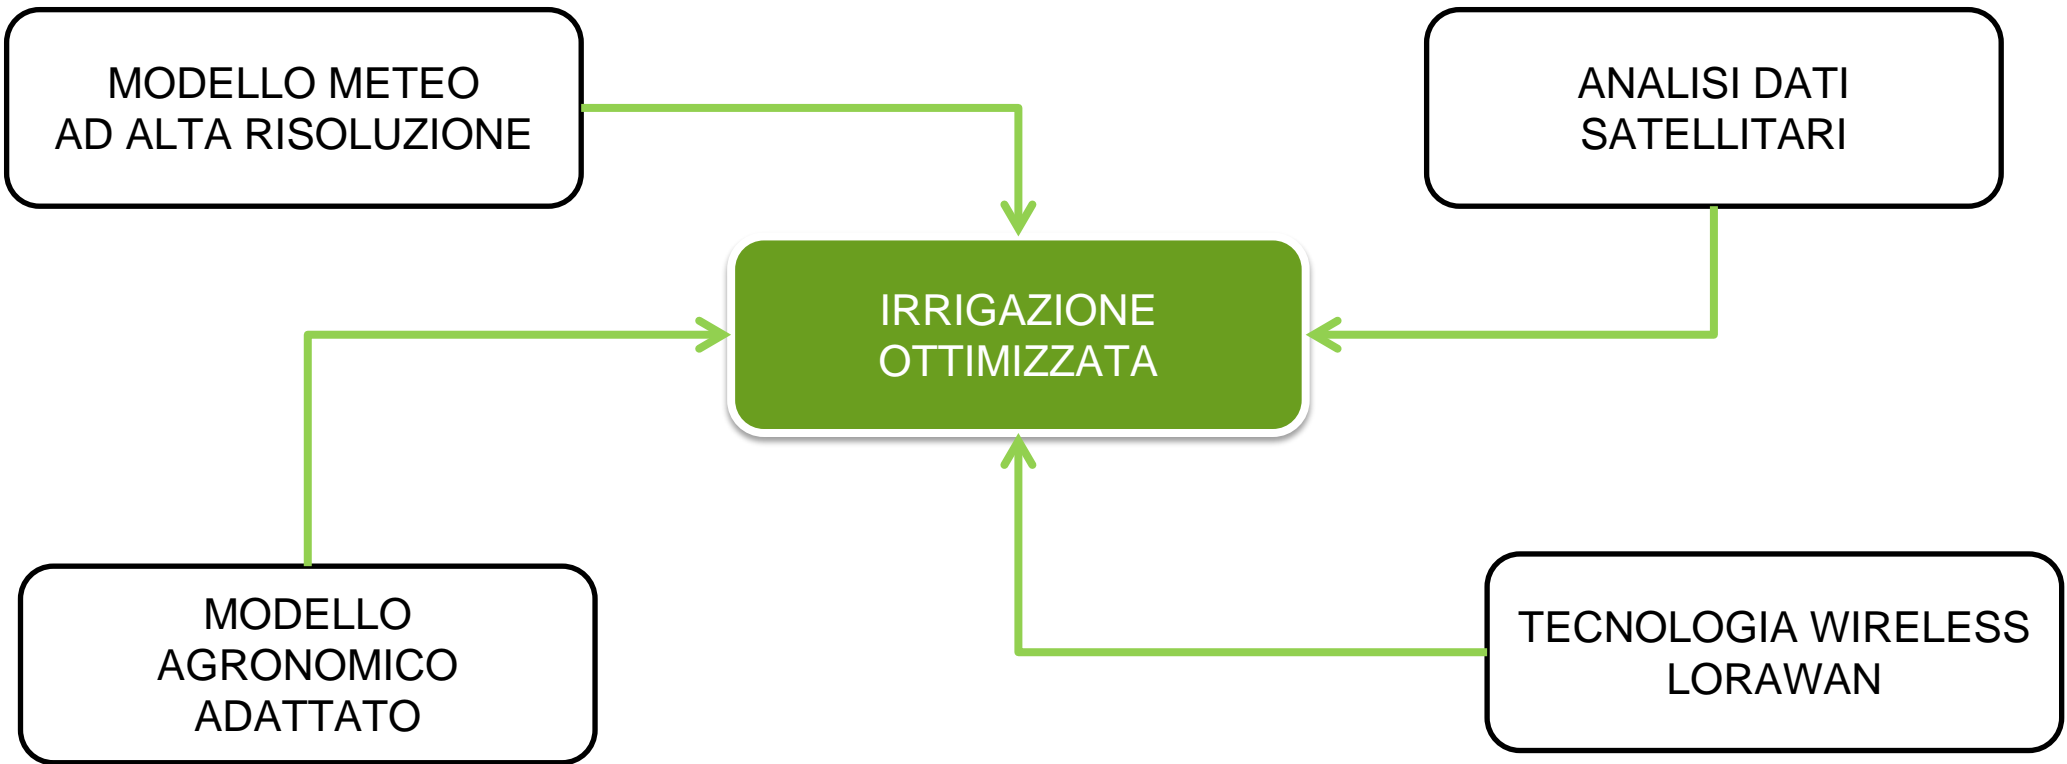 MODELLO METEO
AD ALTA RISOLUZIONE
ANALISI DATI
SATELLITARI
IRRIGAZIONE
OTTIMIZZATA
MODELLO
AGRONOMICO
ADATTATO
TECNOLOGIA WIRELESS
LORAWAN